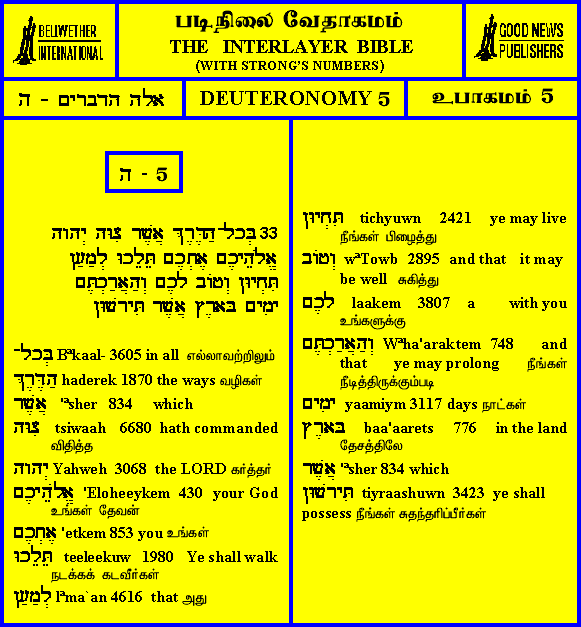 BELLWETHER
INTERNATIONAL
படிநிலை வேதாகமம்
THE INTERLAYER BIBLE
(WITH STRONG'S NUMBERS)
GOOD NEWS
PUBLISHERS
אלה הדברים - ה
DEUTERONOMY 5
உபாகமம் 5
ה - 5
33 בְּכָל־הַדֶּרֶךְ אֲשֶׁר צִוָּה יְהוָה
אֱלֹהֵיכֶם אֶתְכֶם תֵּלֵכוּ לְמַעַן
תִּחְיוּן וְטוֹב לָכֶם וְהַאֲרַכְתֶּם
יָמִים בָּאָרֶץ אֲשֶׁר תִּירָשׁוּן
בְּכָל־ Bᵃkaal- 3605 in all எல்லாவற்றிலும்
הַדֶּרֶךְ haderek 1870 the ways வழிகள்
אֲשֶׁר 'ᵃsher 834 which
צִוָּה tsiwaah 6680 hath commanded
விதித்த
יְהוָה Yahweh 3068 the LORD கர்த்தர்
אֱלֹהֵיכֶם 'Eloheeykem 430 your God
உங்கள் தேவன்
אֶתְכֶם 'etkem 853 you உங்கள்
תֵּלֵכוּ teeleekuw 1980 Ye shall walk
நடக்கக் கடவீர்கள்
לְמַעַן lᵃma`an 4616 that அது
תִּחְיוּן tichyuwn 2421 ye may live
நீங்கள் பிழைத்து
וְטוֹב wᵃTowb 2895 and that it may
be well சுகித்து
לָכֶם laakem 3807 a with you
உங்களுக்கு
וְהַאֲרַכְתֶּם Wᵃha'araktem 748 and
that ye may prolong நீங்கள்
நீடித்திருக்கும்படி
יָמִים yaamiym 3117 days நாட்கள்
בָּאָרֶץ baa'aarets 776 in the land
தேசத்திலே
אֲשֶׁר 'ᵃsher 834 which
תִּירָשׁוּן tiyraashuwn 3423 ye shall
possess நீங்கள் சுதந்தரிப்பீர்கள்